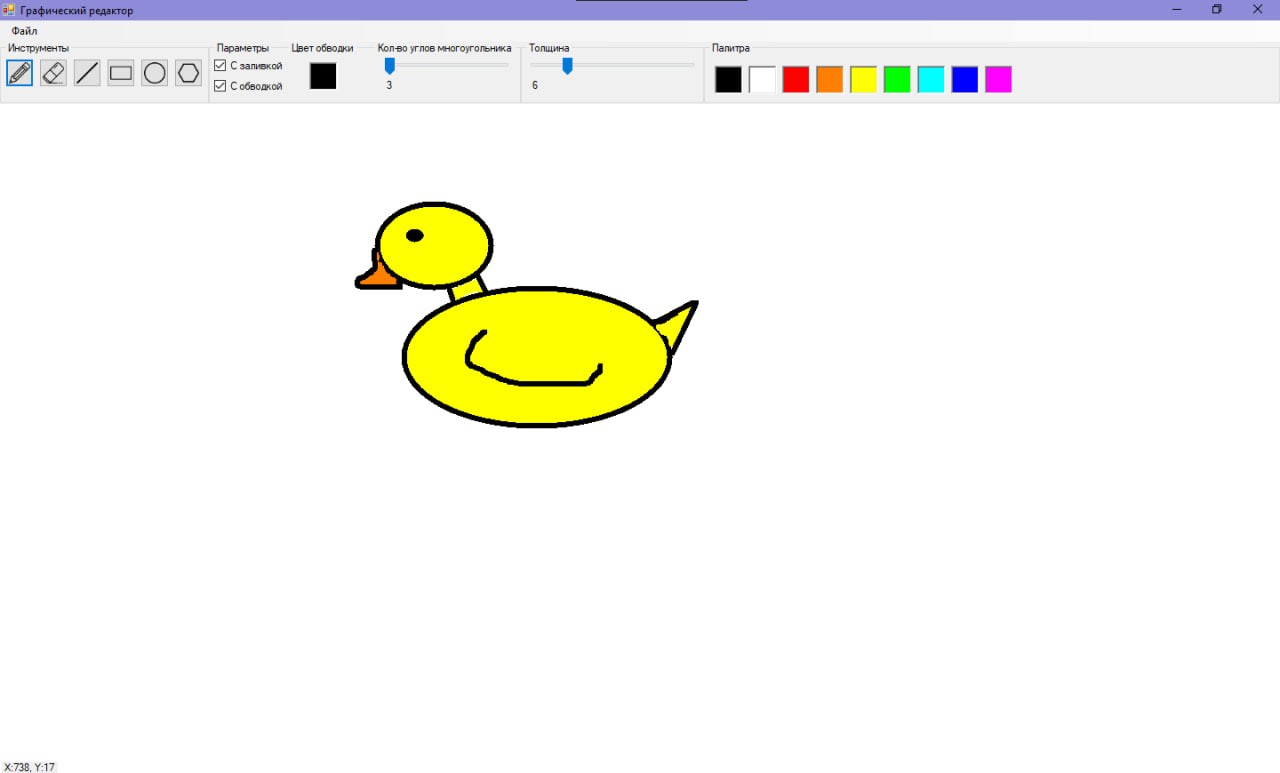 Графический редактор
Файл
Инструменты
Параметры
Цвет обводки
Кол-во углов многоугольника
Толщина
Палитра
С заливкой
С обводкой
3
6
X:738, Y:17